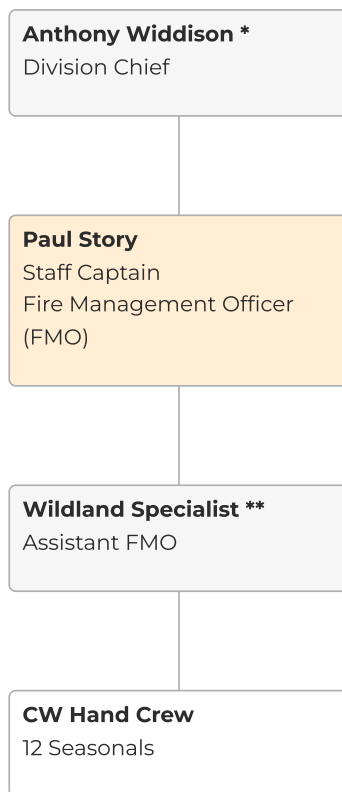 Anthony Widdison *
Division Chief
Paul Story
Staff Captain
Fire Management Officer
(FMO)
Wildland Specialist **
Assistant FMO
CW Hand Crew
12 Seasonals